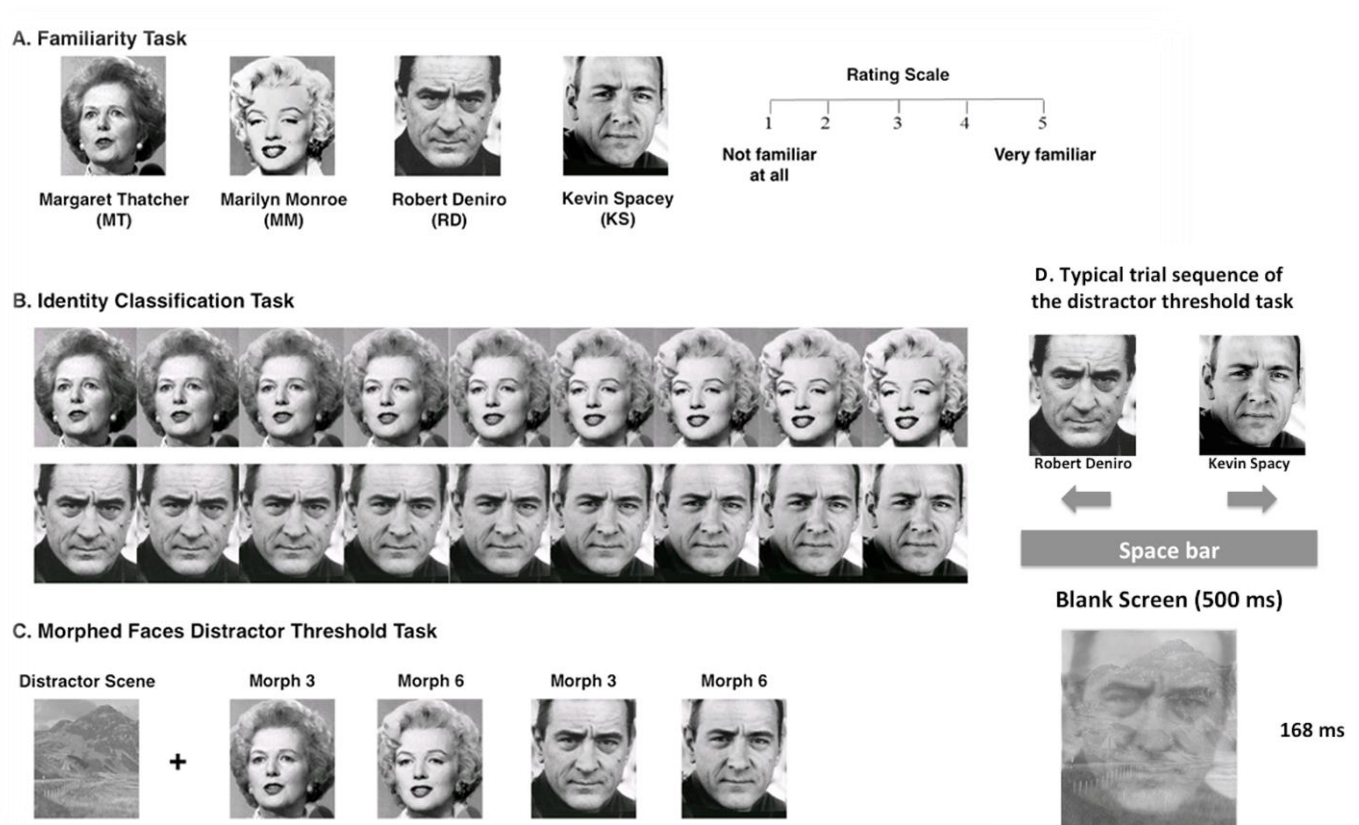 A. Familiarity Task
Margaret Thatcher
(MT)
Marilyn Monroe
(MM)
Robert Deniro
(RD)
Kevin Spacey
(KS)
Rating Scale
1 2 3 4 5
Not familiar
at all
Very familiar
B. Identity Classification Task
C. Morphed Faces Distractor Threshold Task
Distractor Scene
+
Morph 3
Morph 6
Morph 3
Morph 6
D. Typical trial sequence of
the distractor threshold task
Robert Deniro
Kevin Spacy
Space bar
Blank Screen (500 ms)
168 ms